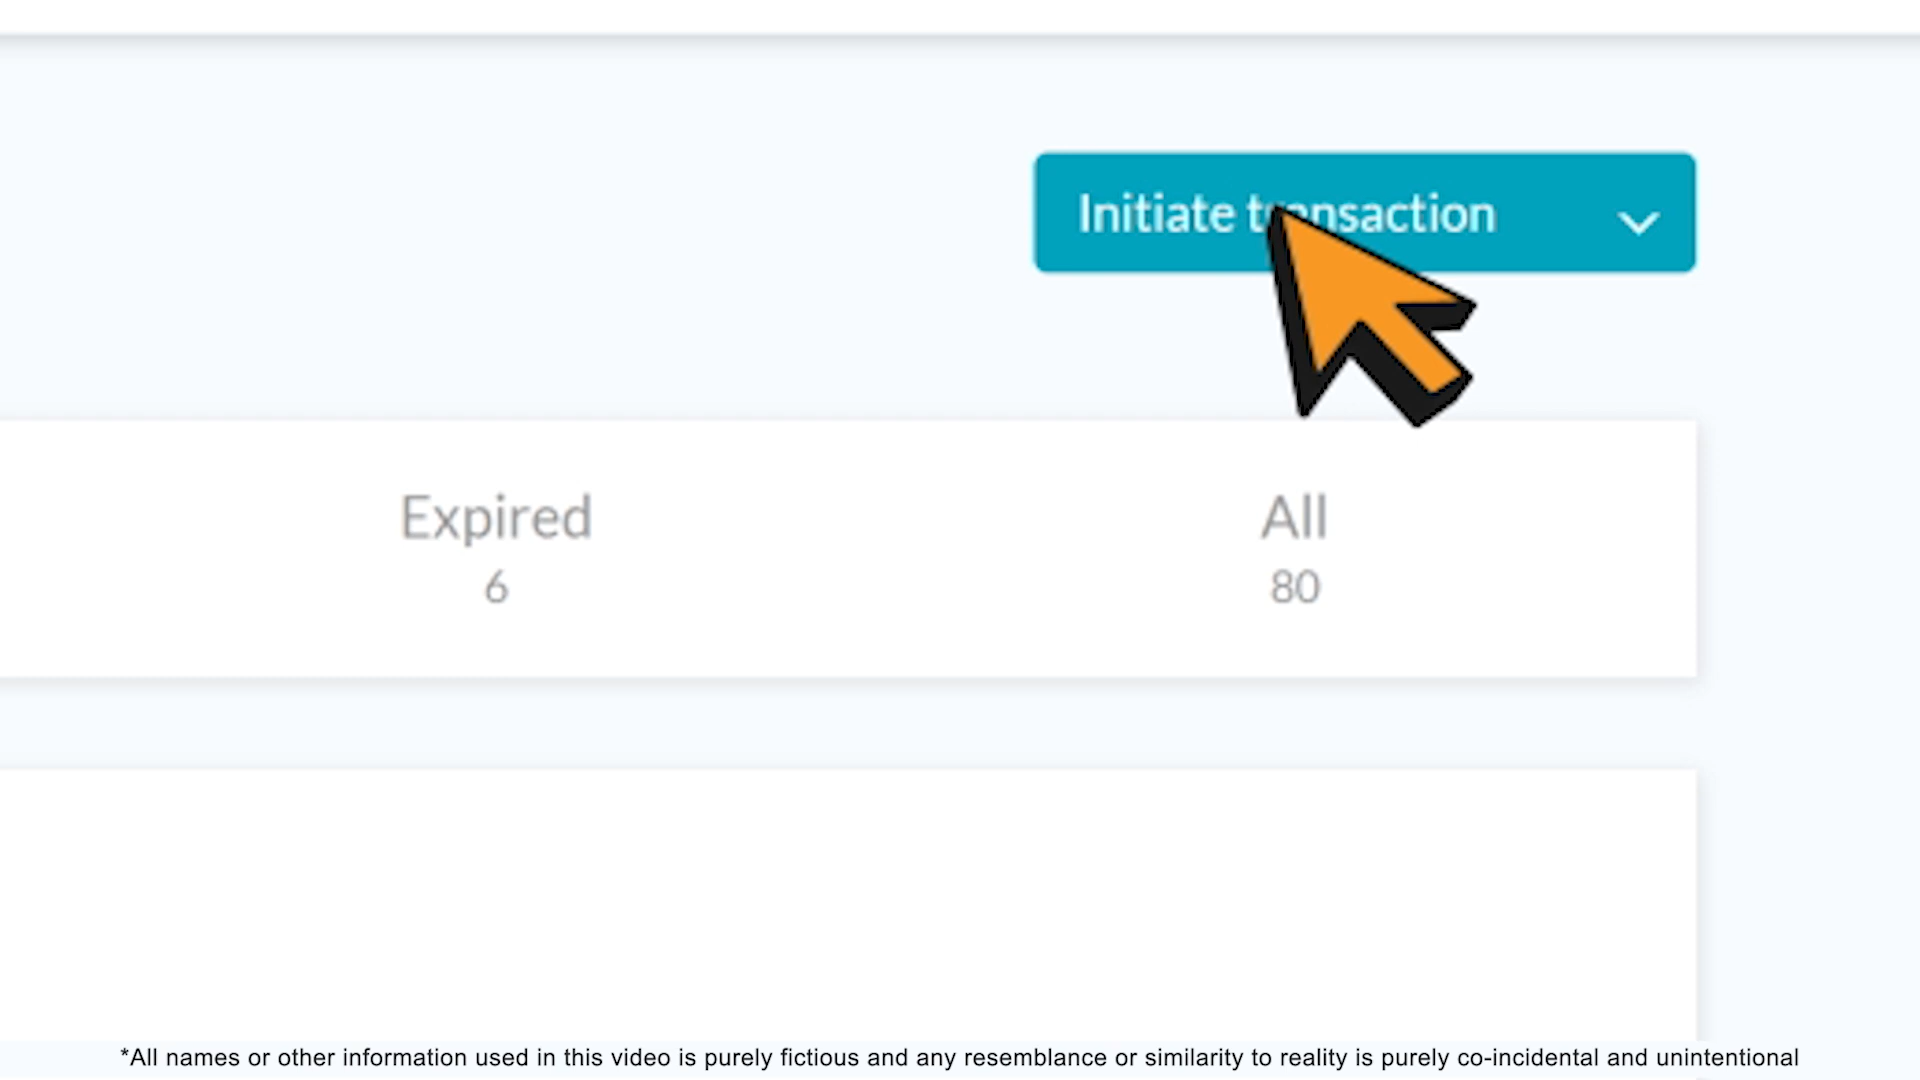 Initiate transaction
Expired
All
6
80
*All names or other information used in this video is purely fictious and any resemblance or similarity to reality is purely co-incidental and unintentional